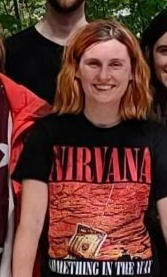 NIRVANA
SOMETHING IN THE WAY